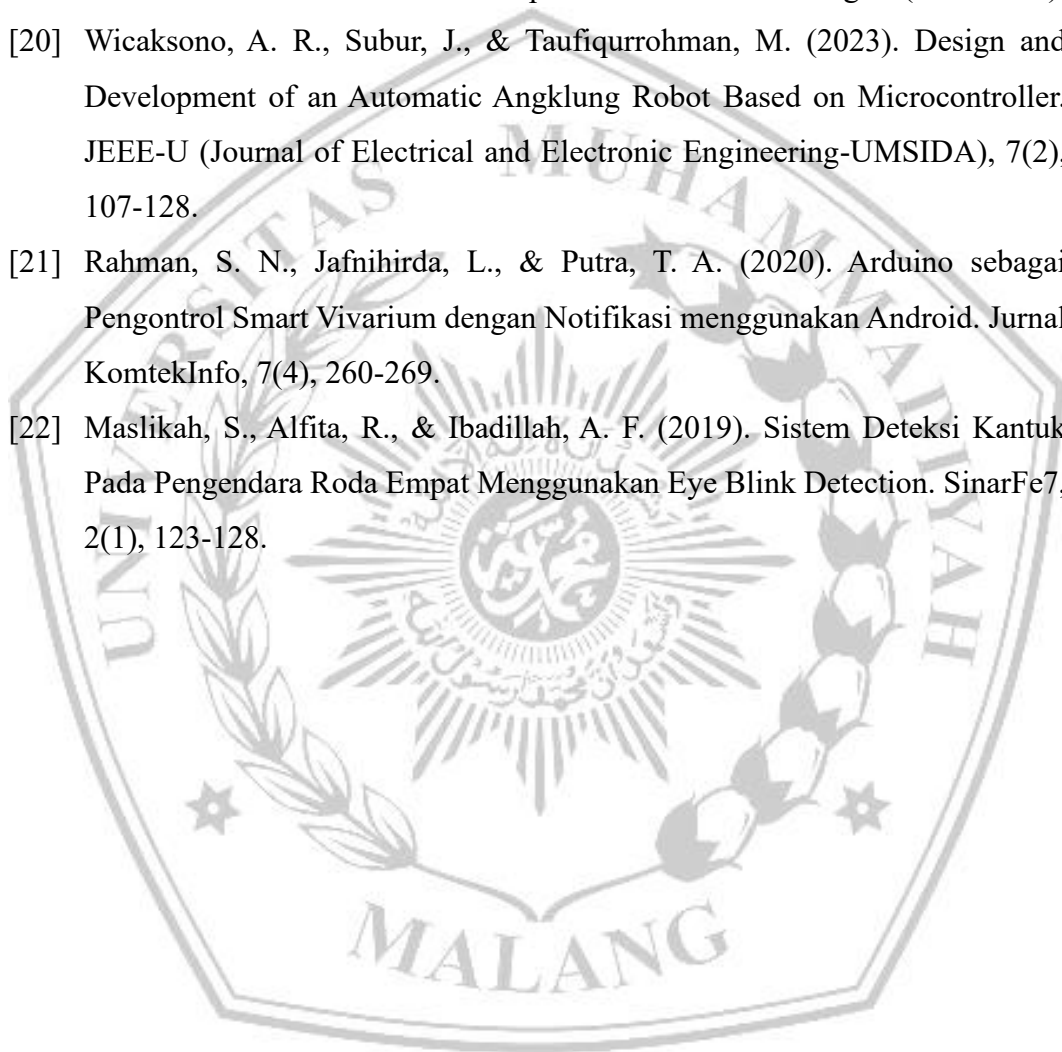 [20] Wicaksono, A. R., Subur, J., & Taufiqurrohman, M. (2023). Design and
Development of an Automatic Angklung Robot Based on Microcontroller.
JEEE-U (Journal of Electrical and Electronic Engineering-UMSIDA), 7(2),
107-128.
[21] Rahman, S. N., Jafnihirda, L., & Putra, T. A. (2020). Arduino sebagai
Pengontrol Smart Vivarium dengan Notifikasi menggunakan Android. Jurnal
KomtekInfo, 7(4), 260-269.
[22] Maslikah, S., Alfita, R., & Ibadillah, A. F. (2019). Sistem Deteksi Kantuk
Pada Pengendara Roda Empat Menggunakan Eye Blink Detection. SinarFe7,
2(1), 123-128.
UNIVERSITAS MUHAMMADIYAH
MALANG